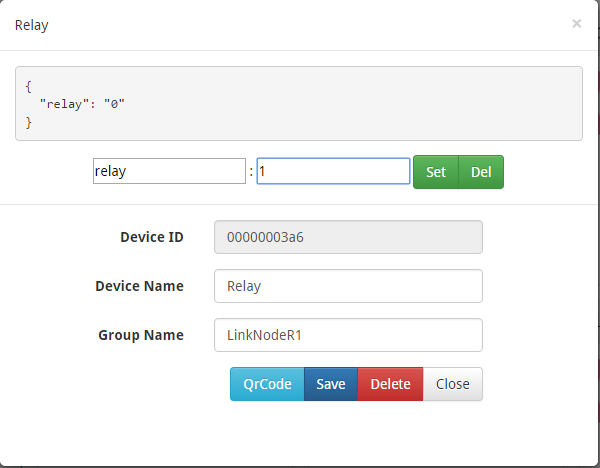 Relay ×
{
"relay": "0"
}
relay : 1 Set Del
Device ID 00000003a6
Device Name Relay
Group Name LinkNodeR1
QrCode Save Delete Close